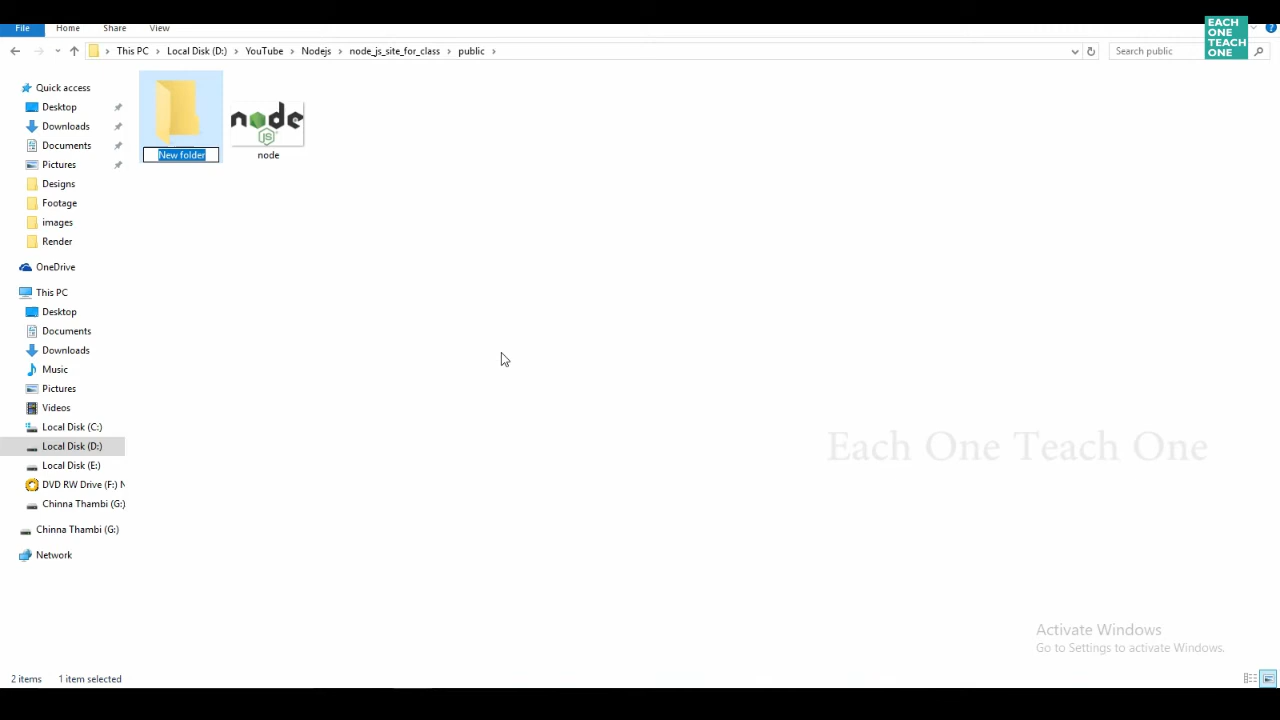 File Home Share View
EACH
ONE
TEACH
ONE
This PC Local Disk (D:) YouTube Nodejs node_js_site_for_class public
Search public
Quick access
Desktop
Downloads
Documents
Pictures
Designs
Footage
images
Render
OneDrive
This PC
Desktop
Documents
Downloads
Music
Pictures
Videos
Local Disk (C:)
Local Disk (D:)
Local Disk (E:)
DVD RW Drive (F:) N
Chinna Thambi (G:)
Chinna Thambi (G:)
Network
New folder
node
JS
node
Each One Teach One
Activate Windows
Go to Settings to activate Windows.
2 items 1 item selected